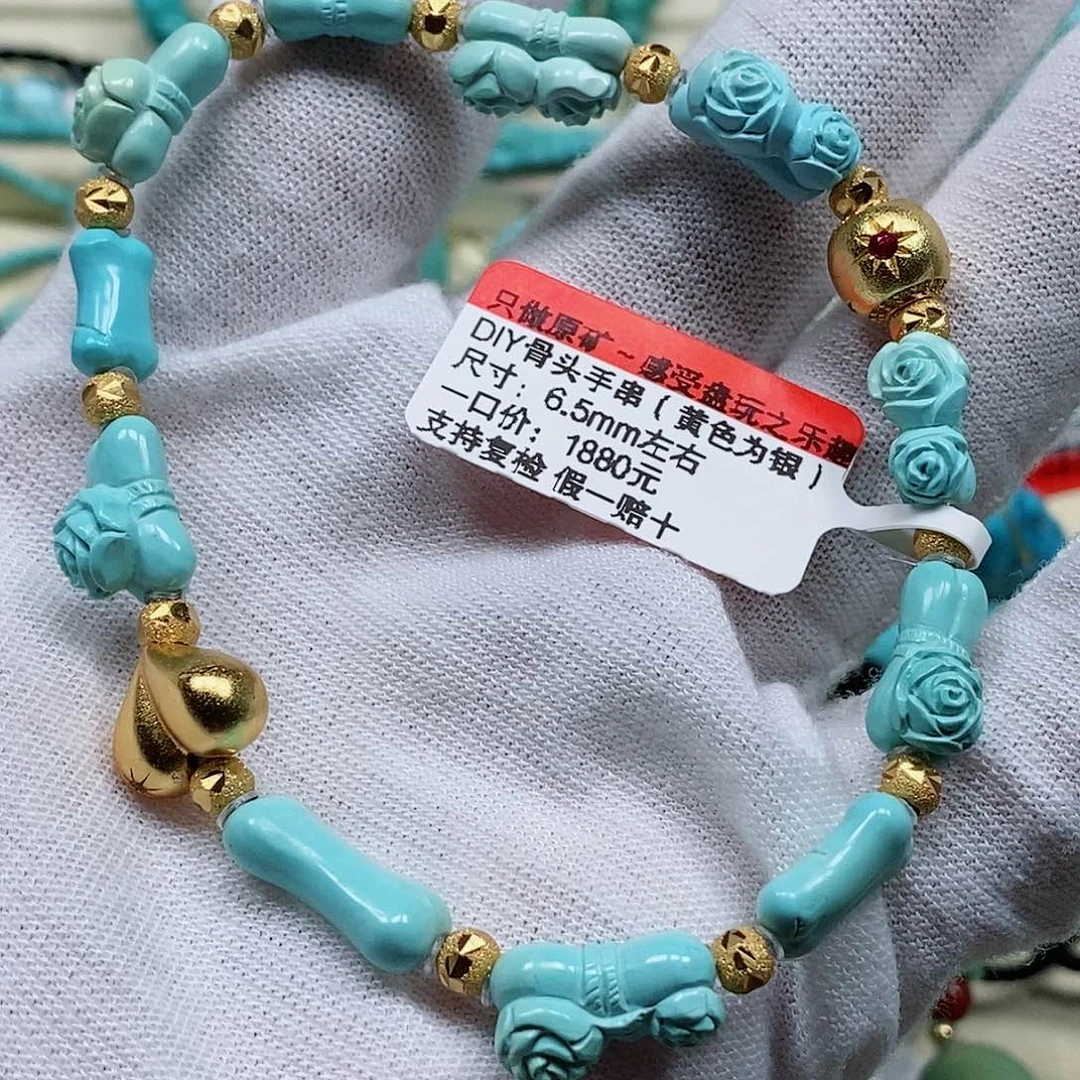 只做原矿～感受盘玩之乐趣
DIY骨头手串(黄色为银)
尺寸：6.5mm左右
一口价：1880元
支持复检 假一赔十